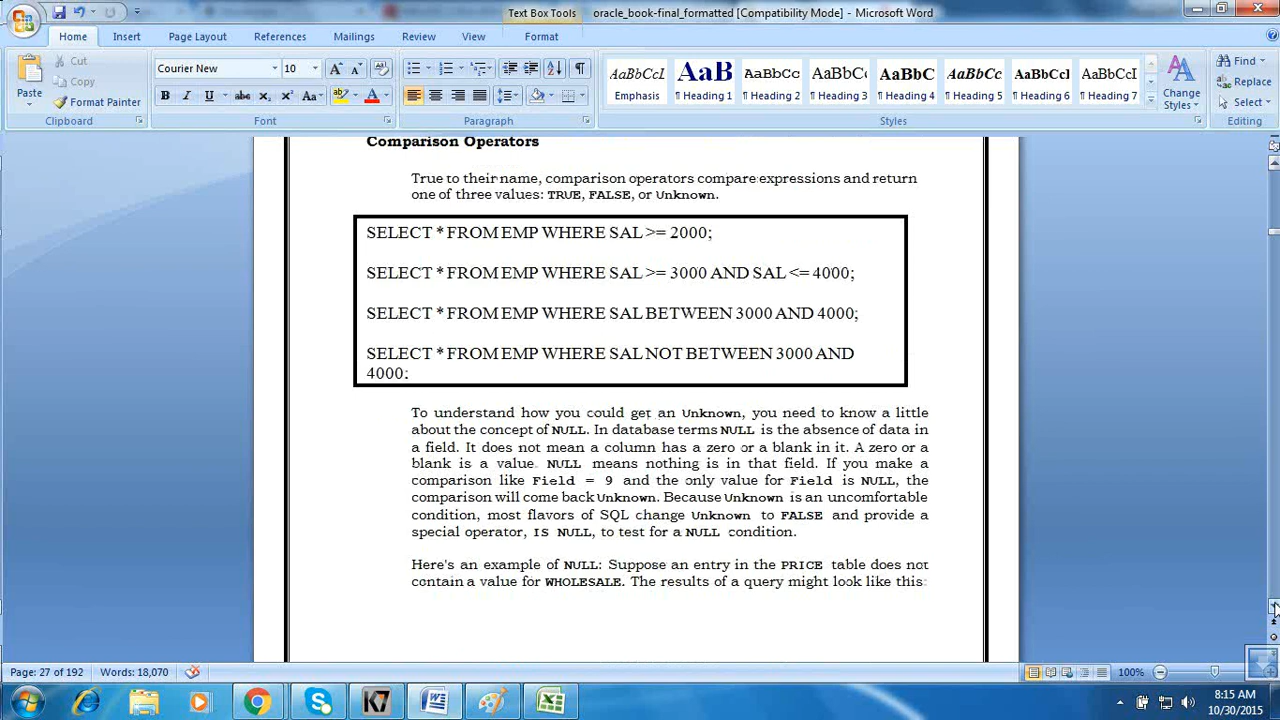 Text Box Tools
oracle_book-final_formatted [Compatibility Mode] - Microsoft Word
Home Insert Page Layout References Mailings Review View Format
Cut
Copy
Format Painter
Paste
Clipboard
Courier New 10
Font
Paragraph
AaBbCcI AaB AaBbCc AaBbCcI AaBbC AaBbCc AaBbCcI AaBbCcI
Emphasis ¶ Heading 1 ¶ Heading 2 ¶ Heading 3 ¶ Heading 4 ¶ Heading 5 ¶ Heading 6 ¶ Heading 7
Change
Styles
Styles
Find
Replace
Select
Editing
Comparison Operators
True to their name, comparison operators compare expressions and return
one of three values: TRUE, FALSE, or Unknown.
SELECT * FROM EMP WHERE SAL >= 2000;
SELECT * FROM EMP WHERE SAL >= 3000 AND SAL <= 4000;
SELECT * FROM EMP WHERE SAL BETWEEN 3000 AND 4000;
SELECT * FROM EMP WHERE SAL NOT BETWEEN 3000 AND
4000;
To understand how you could get an Unknown, you need to know a little
about the concept of NULL. In database terms NULL is the absence of data in
a field. It does not mean a column has a zero or a blank in it. A zero or a
blank is a value. NULL means nothing is in that field. If you make a
comparison like Field = 9 and the only value for Field is NULL, the
comparison will come back Unknown. Because Unknown is an uncomfortable
condition, most flavors of SQL change Unknown to FALSE and provide a
special operator, IS NULL, to test for a NULL condition.
Here's an example of NULL: Suppose an entry in the PRICE table does not
contain a value for WHOLESALE. The results of a query might look like this:
Page: 27 of 192 Words: 18,070 100%
8:15 AM
10/30/2015